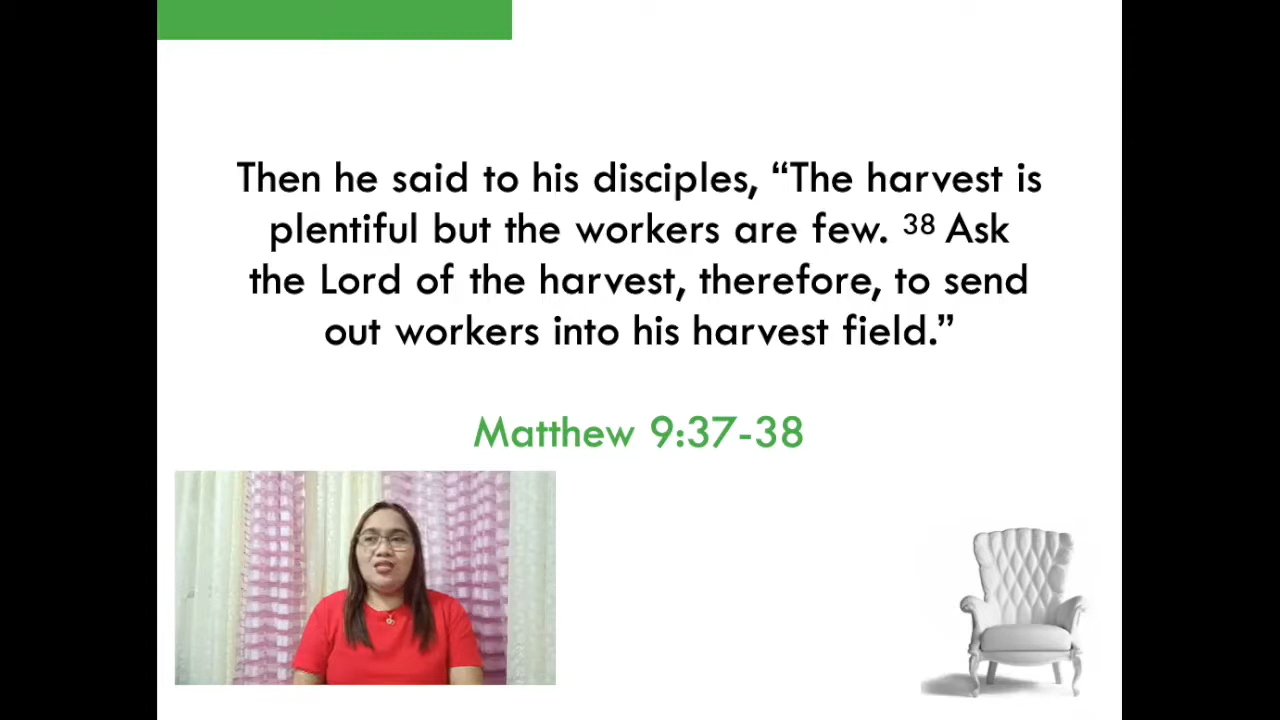 Then he said to his disciples, “The harvest is
plentiful but the workers are few. 38 Ask
the Lord of the harvest, therefore, to send
out workers into his harvest field.”
Matthew 9:37-38